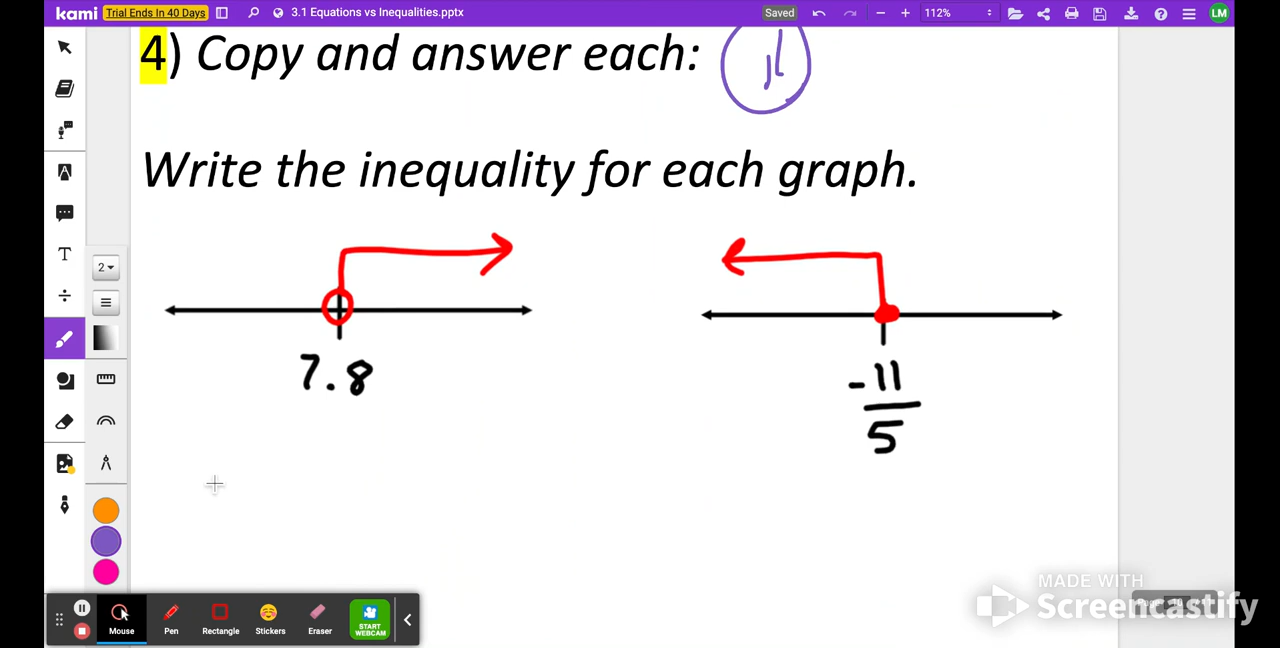 kami Trial Ends In 40 Days 3.1 Equations vs Inequalities.pptx Saved 112% LM
4) Copy and answer each:
Write the inequality for each graph.
T
2
7.8
-11
5
MADE WITH
Screencastify
Mouse Pen Rectangle Stickers Eraser START
WEBCAM